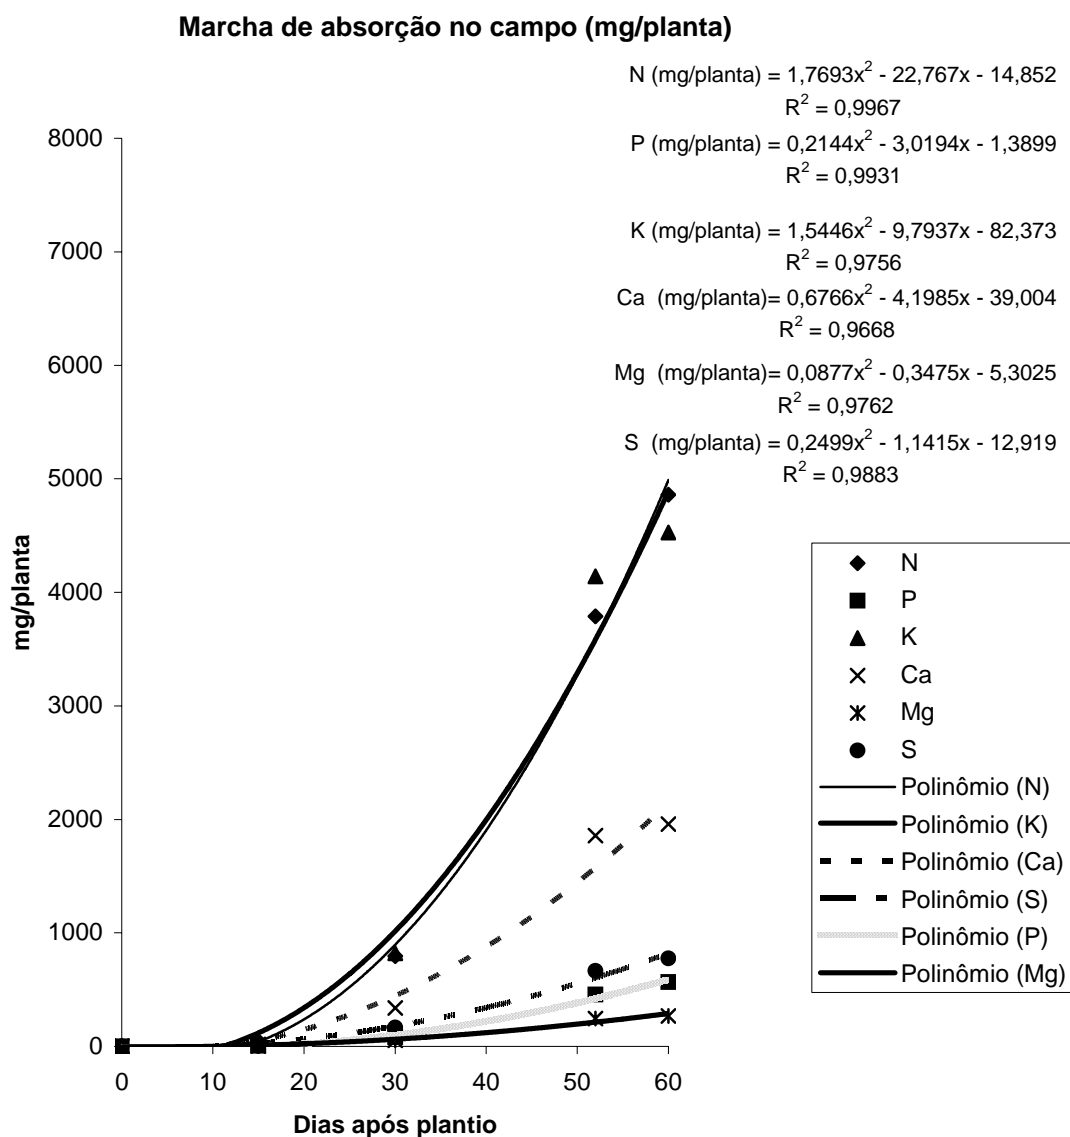 Marcha de absorção no campo (mg/planta)
N (mg/planta) = 1,7693x² - 22,767x - 14,852
R² = 0,9967
P (mg/planta) = 0,2144x² - 3,0194x - 1,3899
R² = 0,9931
K (mg/planta) = 1,5446x² - 9,7937x - 82,373
R² = 0,9756
Ca (mg/planta)= 0,6766x² - 4,1985x - 39,004
R² = 0,9668
Mg (mg/planta)= 0,0877x² - 0,3475x - 5,3025
R² = 0,9762
S (mg/planta) = 0,2499x² - 1,1415x - 12,919
R² = 0,9883
8000
7000
6000
5000
4000
3000
2000
1000
0
mg/planta
0 10 20 30 40 50 60
Dias após plantio
N
P
K
Ca
Mg
S
Polinômio (N)
Polinômio (K)
Polinômio (Ca)
Polinômio (S)
Polinômio (P)
Polinômio (Mg)